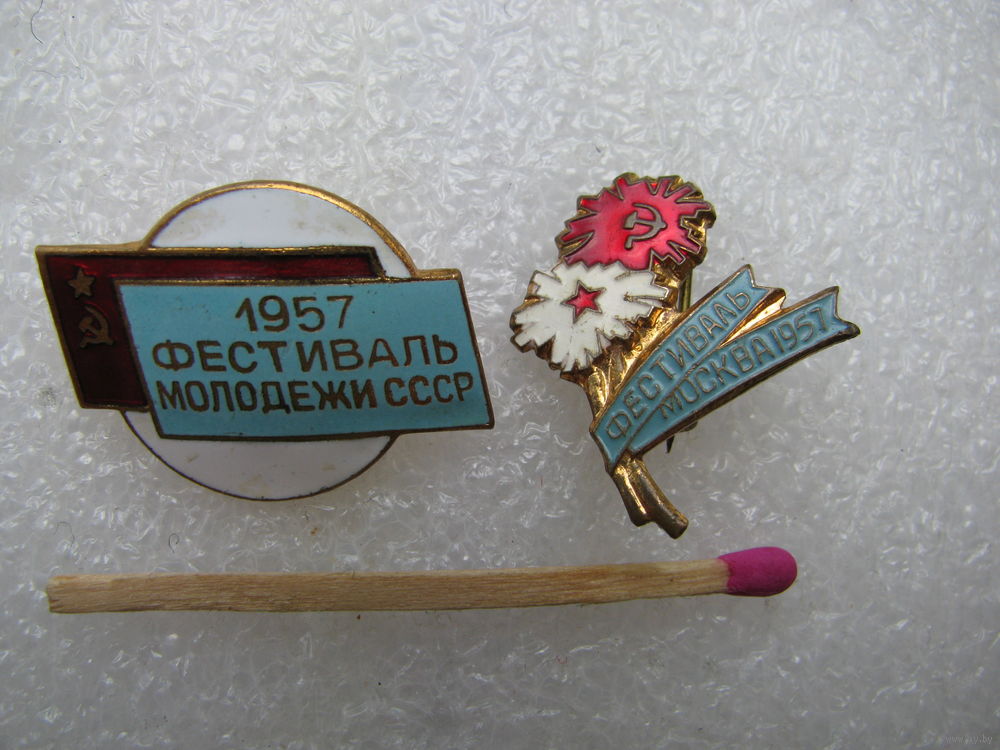 1957
ФЕСТИВАЛЬ
МОЛОДЕЖИ СССР
ФЕСТИВАЛЬ
МОСКВА 1957